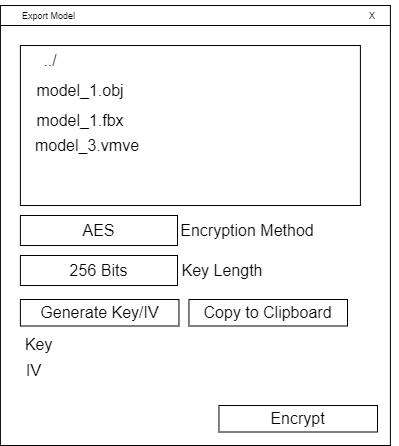 Export Model X
../
model_1.obj
model_1.fbx
model_3.vmve
AES Encryption Method
256 Bits Key Length
Generate Key/IV Copy to Clipboard
Key
IV
Encrypt